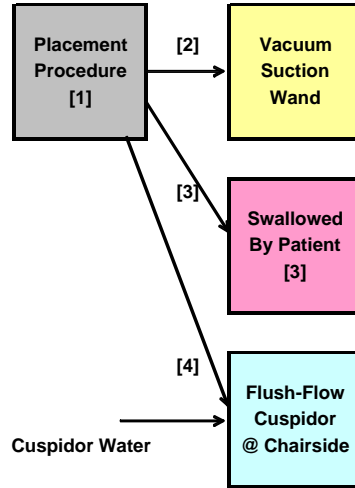 Placement
Procedure
[1]
[2]
Vacuum
Suction
Wand
[3]
Swallowed
By Patient
[3]
[4]
Flush-Flow
Cuspidor
@ Chairside
Cuspidor Water